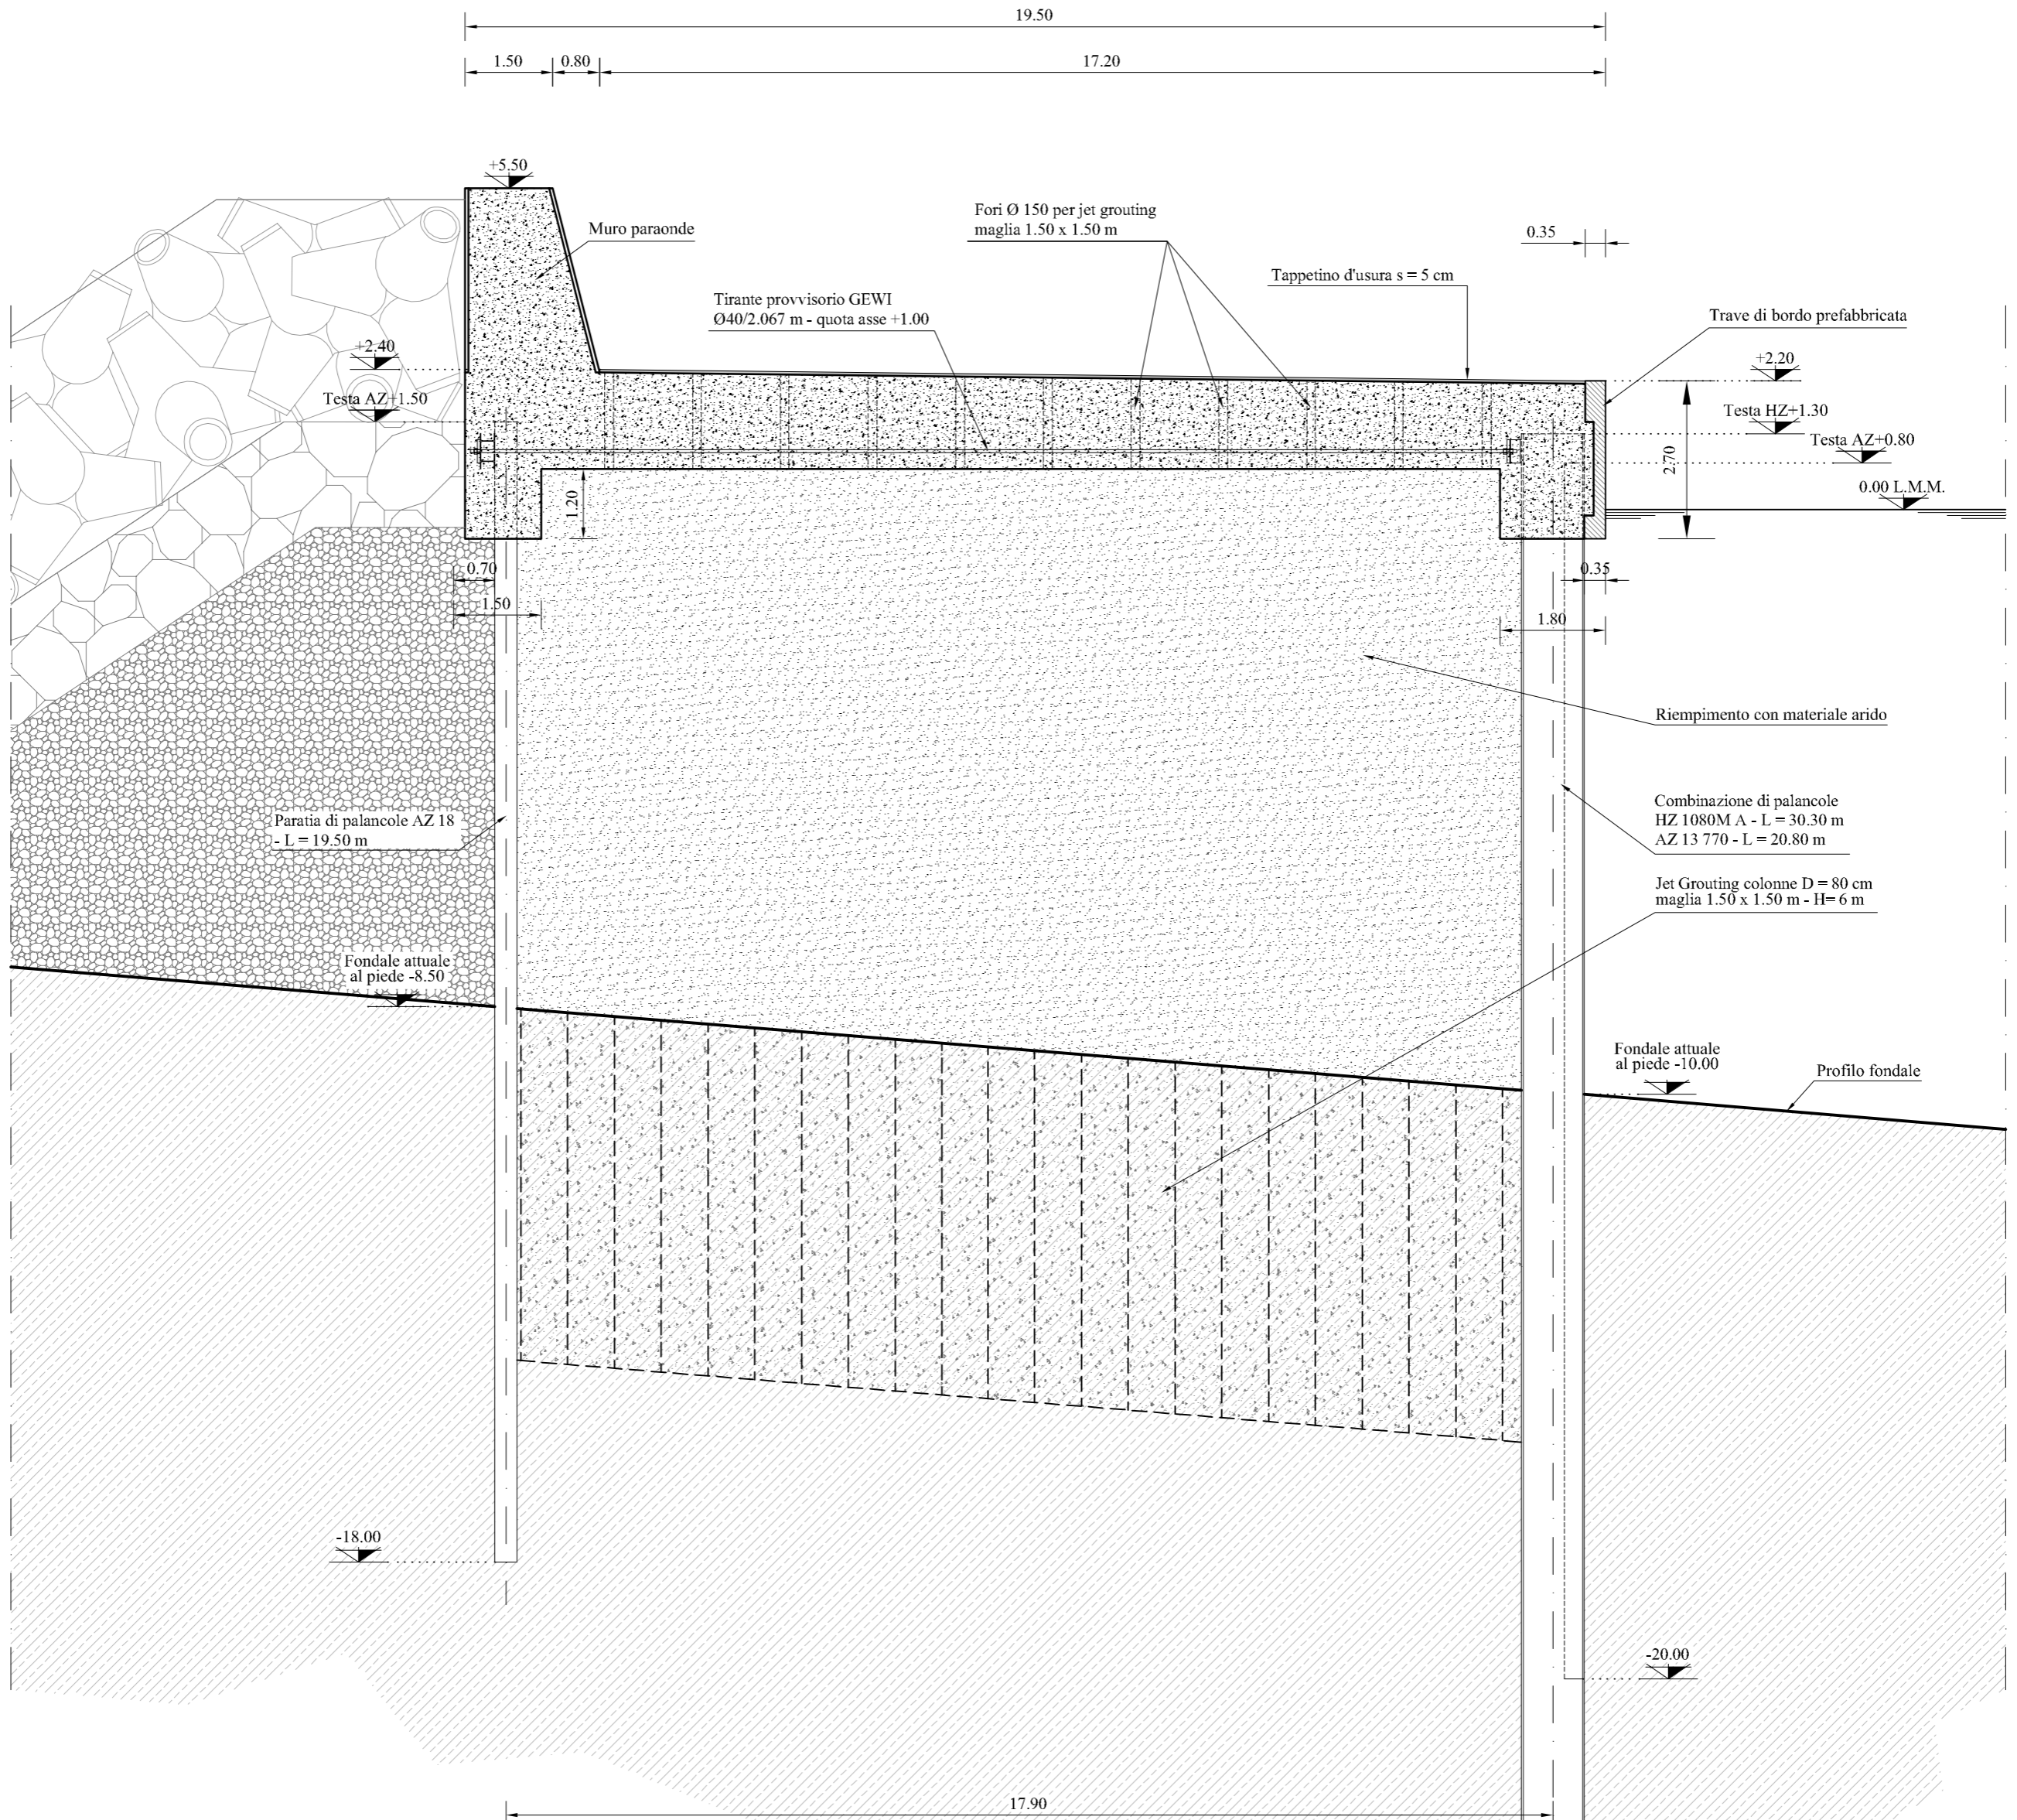 19.50
1.50
0.80
17.20
+5.50
Muro paraonde
Fori Ø 150 per jet grouting
maglia 1.50 x 1.50 m
0.35
Tappetino d'usura s = 5 cm
Tirante provvisorio GEWI
Ø40/2.067 m - quota asse +1.00
Trave di bordo prefabbricata
+2.40
+2.20
Testa AZ+1.50
Testa HZ+1.30
Testa AZ+0.80
2.70
0.00 L.M.M.
1.20
0.70
0.35
1.50
1.80
Riempimento con materiale arido
Paratia di palancole AZ 18
- L = 19.50 m
Combinazione di palancole
HZ 1080M A - L = 30.30 m
AZ 13 770 - L = 20.80 m
Jet Grouting colonne D = 80 cm
maglia 1.50 x 1.50 m - H= 6 m
Fondale attuale
al piede -8.50
Fondale attuale
al piede -10.00
Profilo fondale
-18.00
-20.00
17.90